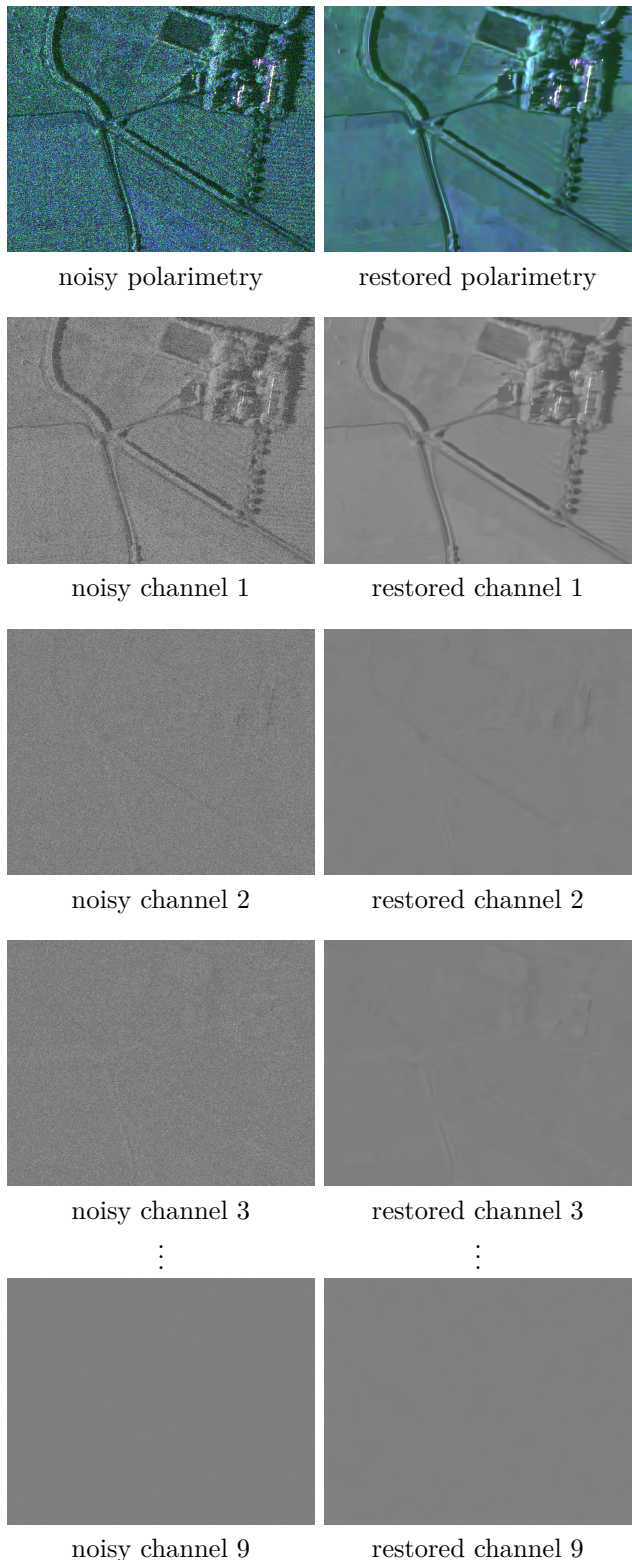 noisy polarimetry
restored polarimetry
noisy channel 1
restored channel 1
noisy channel 2
restored channel 2
noisy channel 3
restored channel 3
⋮
⋮
noisy channel 9
restored channel 9